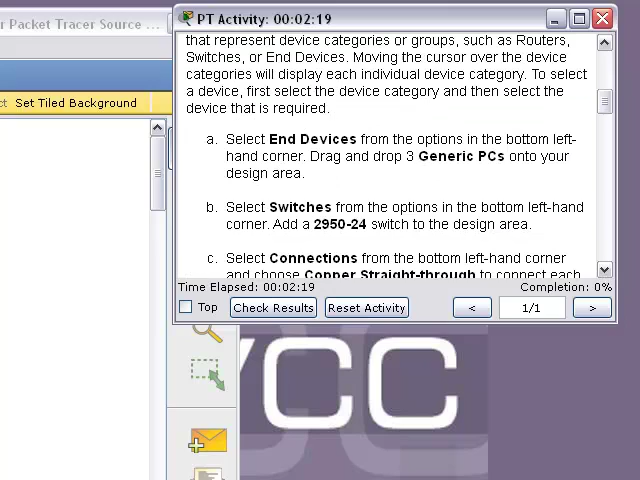 r Packet Tracer Source ...
PT Activity: 00:02:19
ct Set Tiled Background
that represent device categories or groups, such as Routers,
Switches, or End Devices. Moving the cursor over the device
categories will display each individual device category. To select
a device, first select the device category and then select the
device that is required.
a. Select End Devices from the options in the bottom left-
hand corner. Drag and drop 3 Generic PCs onto your
design area.
b. Select Switches from the options in the bottom left-hand
corner. Add a 2950-24 switch to the design area.
c. Select Connections from the bottom left-hand corner
and choose Copper Straight-through to connect each
Time Elapsed: 00:02:19 Completion: 0%
Top Check Results Reset Activity < 1/1 >
YCC